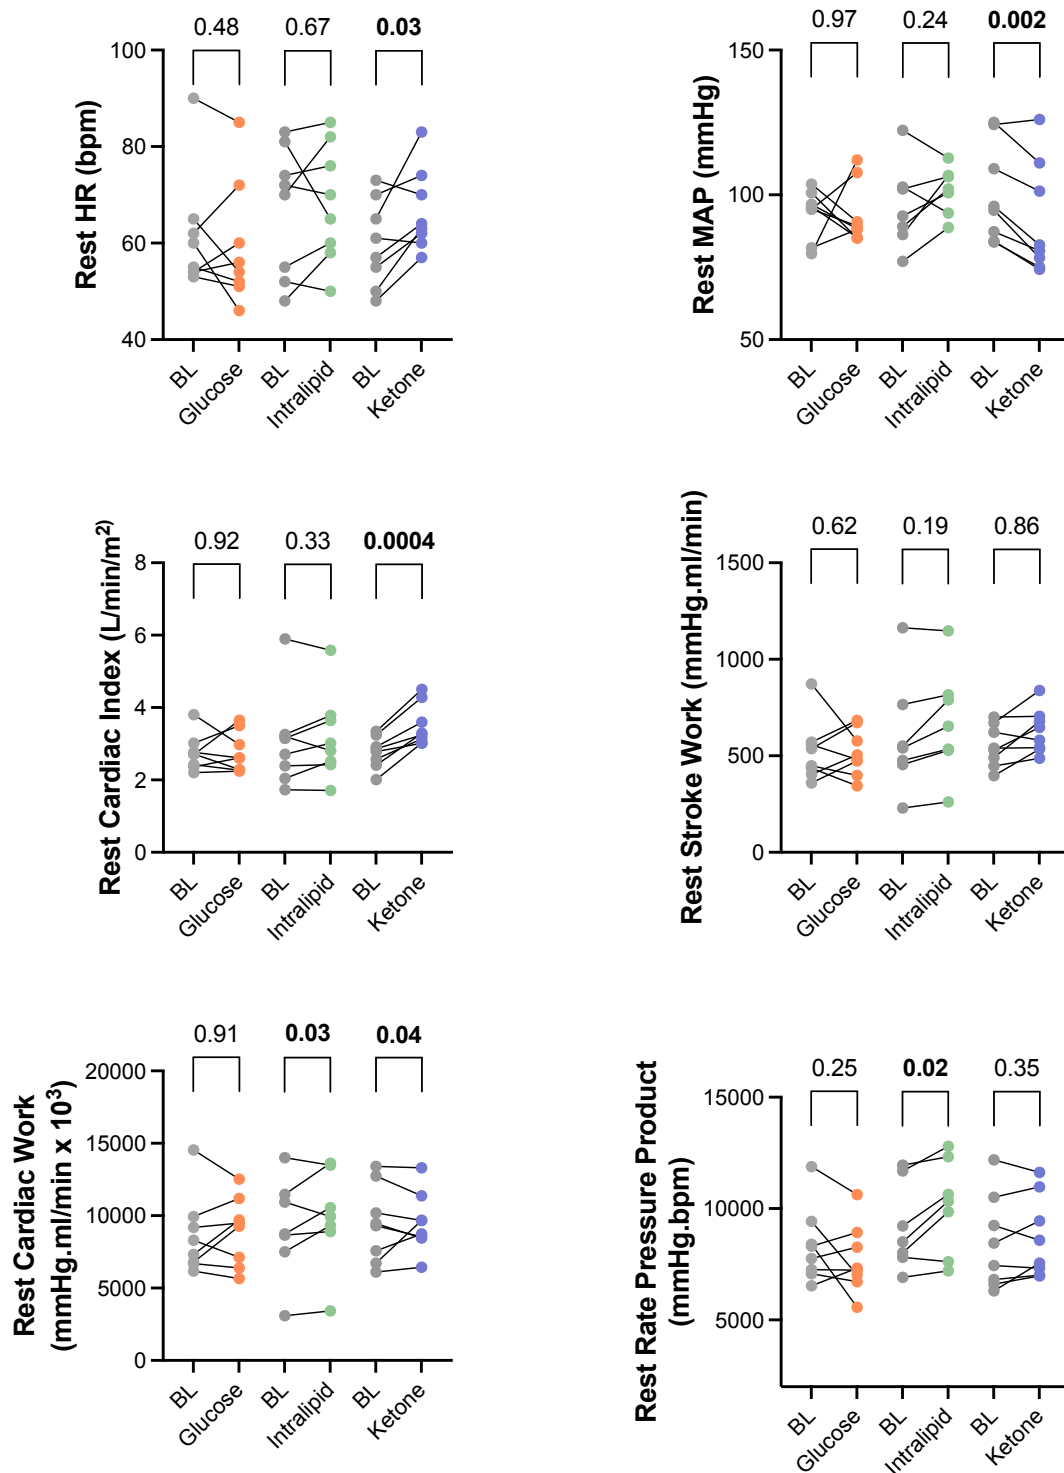 0.48 0.67 0.03
100
80
60
40
Rest HR (bpm)
BL Glucose BL Intralipid BL Ketone
0.97 0.24 0.002
150
100
50
Rest MAP (mmHg)
BL Glucose BL Intralipid BL Ketone
0.92 0.33 0.0004
8
6
4
2
0
Rest Cardiac Index (L/min/m²)
BL Glucose BL Intralipid BL Ketone
0.62 0.19 0.86
1500
1000
500
0
Rest Stroke Work (mmHg.ml/min)
BL Glucose BL Intralipid BL Ketone
0.91 0.03 0.04
20000
15000
10000
5000
0
Rest Cardiac Work
(mmHg.ml/min x 10³)
BL Glucose BL Intralipid BL Ketone
0.25 0.02 0.35
15000
10000
5000
Rest Rate Pressure Product
(mmHg.bpm)
BL Glucose BL Intralipid BL Ketone